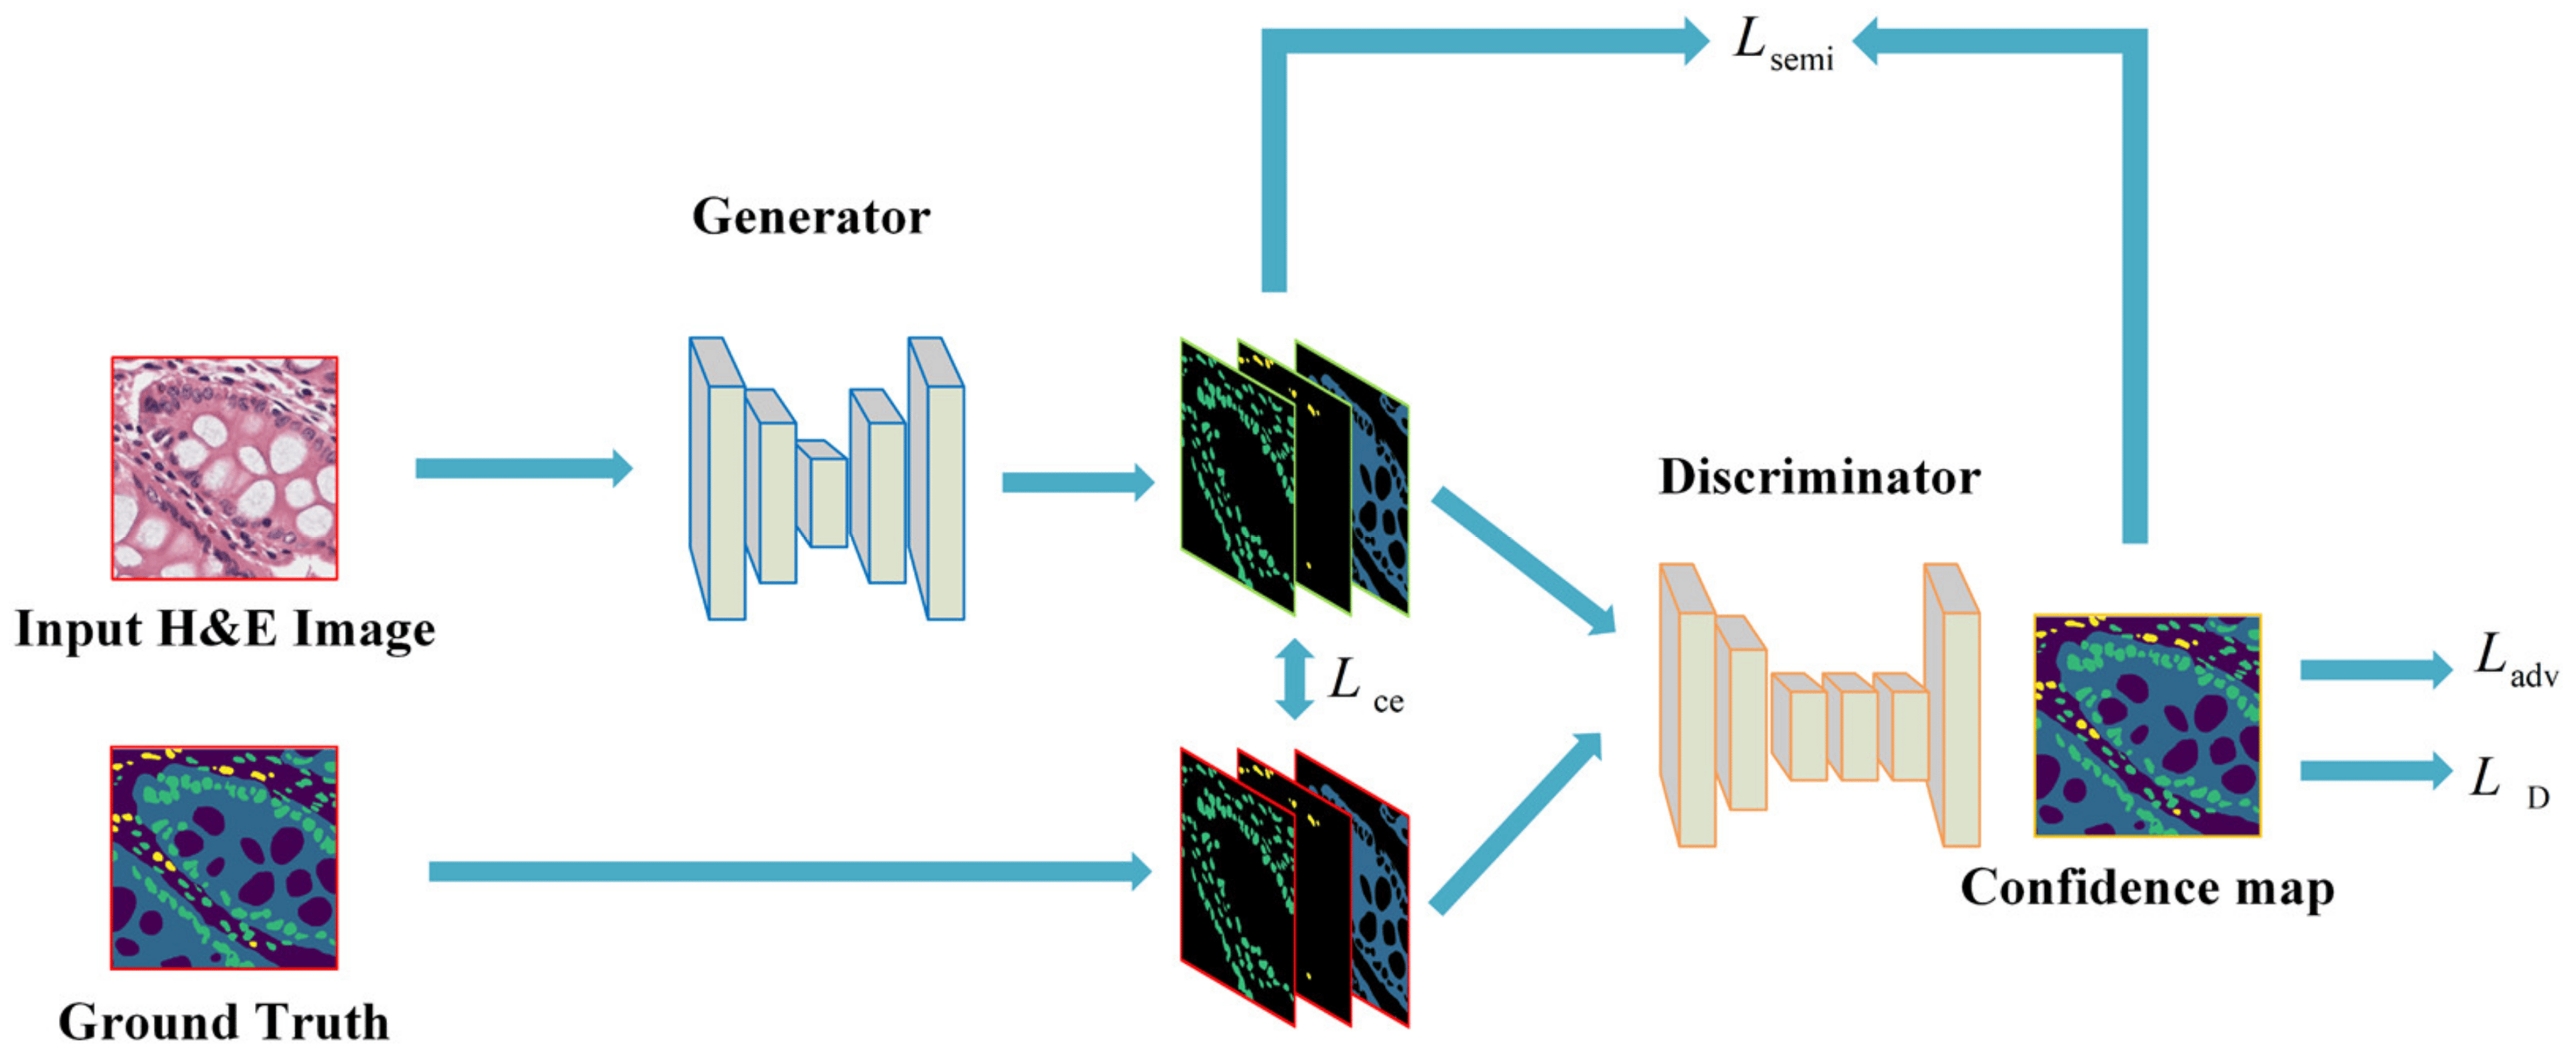 L semi
Generator
Discriminator
Input H&E Image
L ce
L adv
L D
Confidence map
Ground Truth